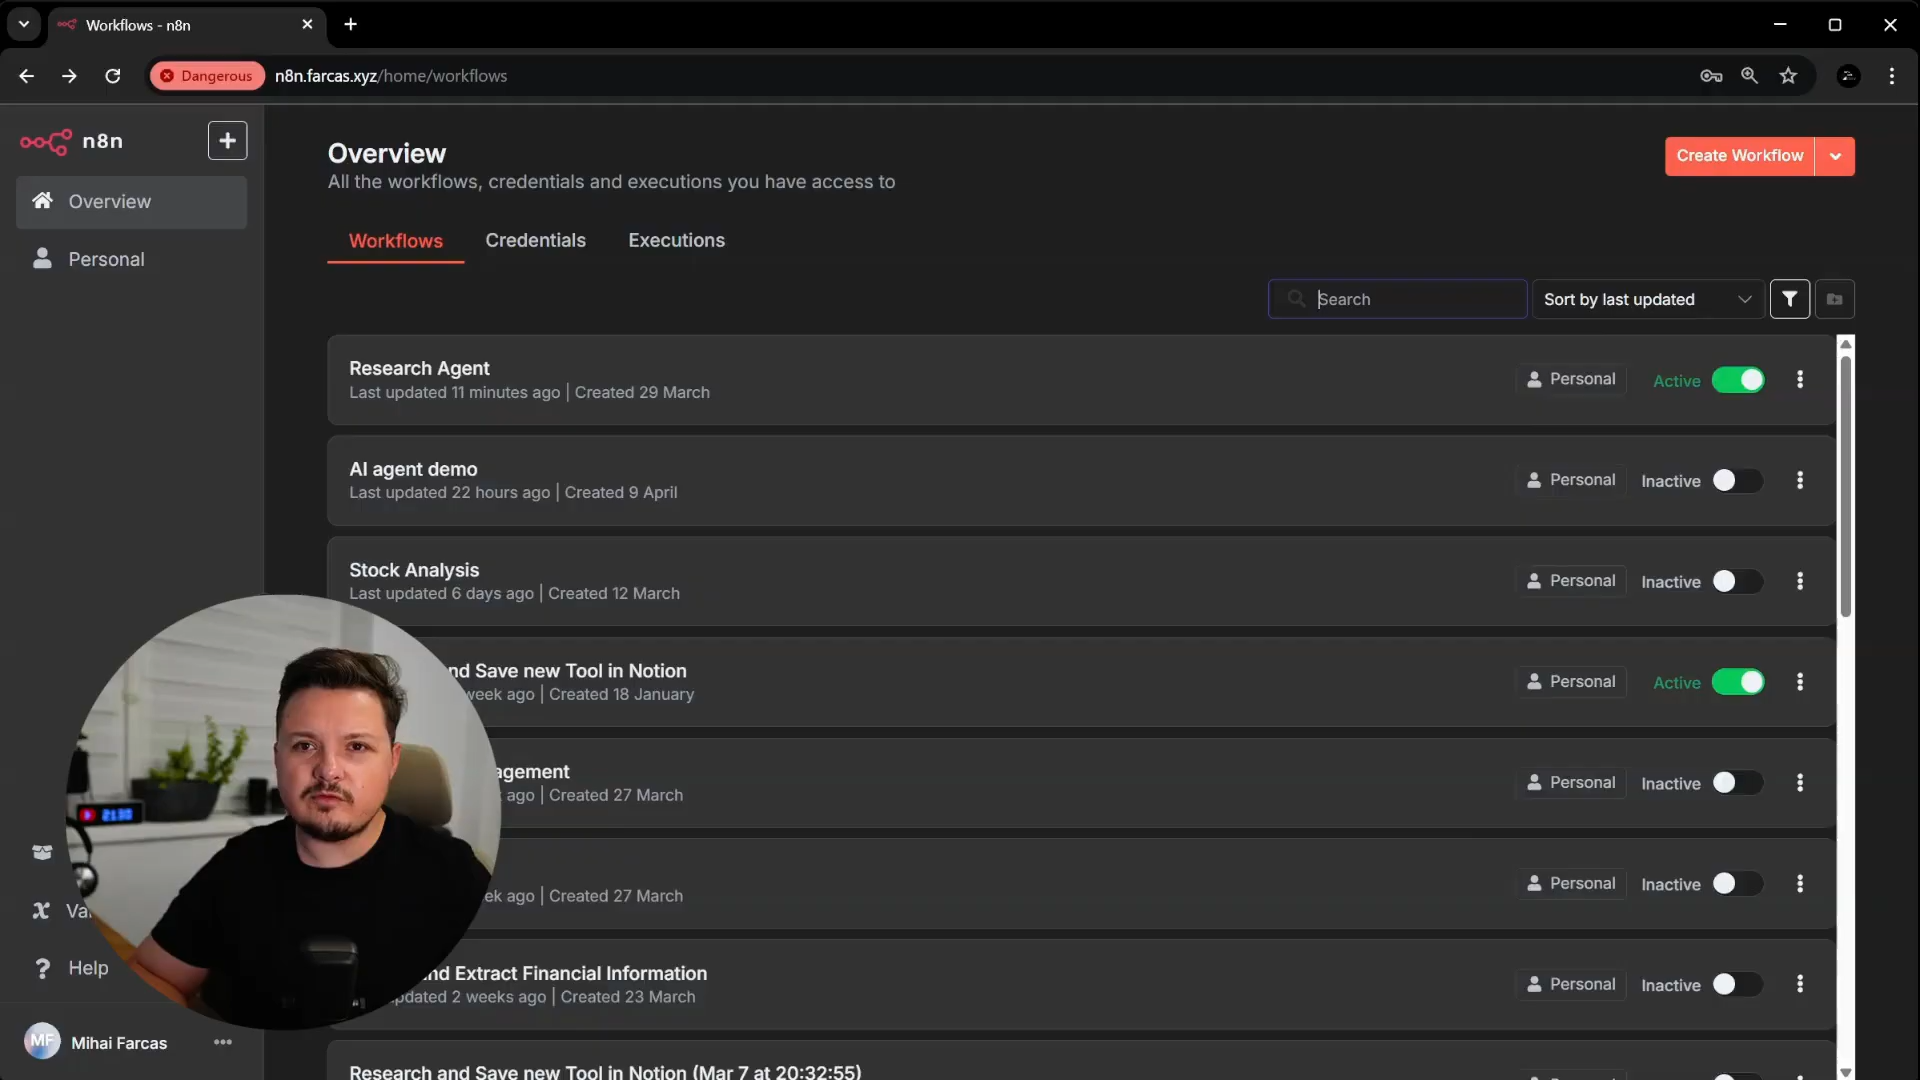 Workflows - n8n
Dangerous n8n.farcas.xyz/home/workflows
n8n
Overview
Personal
Help
MF Mihai Farcas
Overview
All the workflows, credentials and executions you have access to
Create Workflow
Workflows Credentials Executions
Search Sort by last updated
Research Agent
Last updated 11 minutes ago | Created 29 March
Personal Active
AI agent demo
Last updated 22 hours ago | Created 9 April
Personal Inactive
Stock Analysis
Last updated 6 days ago | Created 12 March
Personal Inactive
Save new Tool in Notion
week ago | Created 18 January
Personal Active
ago | Created 27 March
Personal Inactive
ago | Created 27 March
Personal Inactive
Extract Financial Information
2 weeks ago | Created 23 March
Personal Inactive
Research and Save new Tool in Notion (Mar 7 at 20:32:55)
21:30